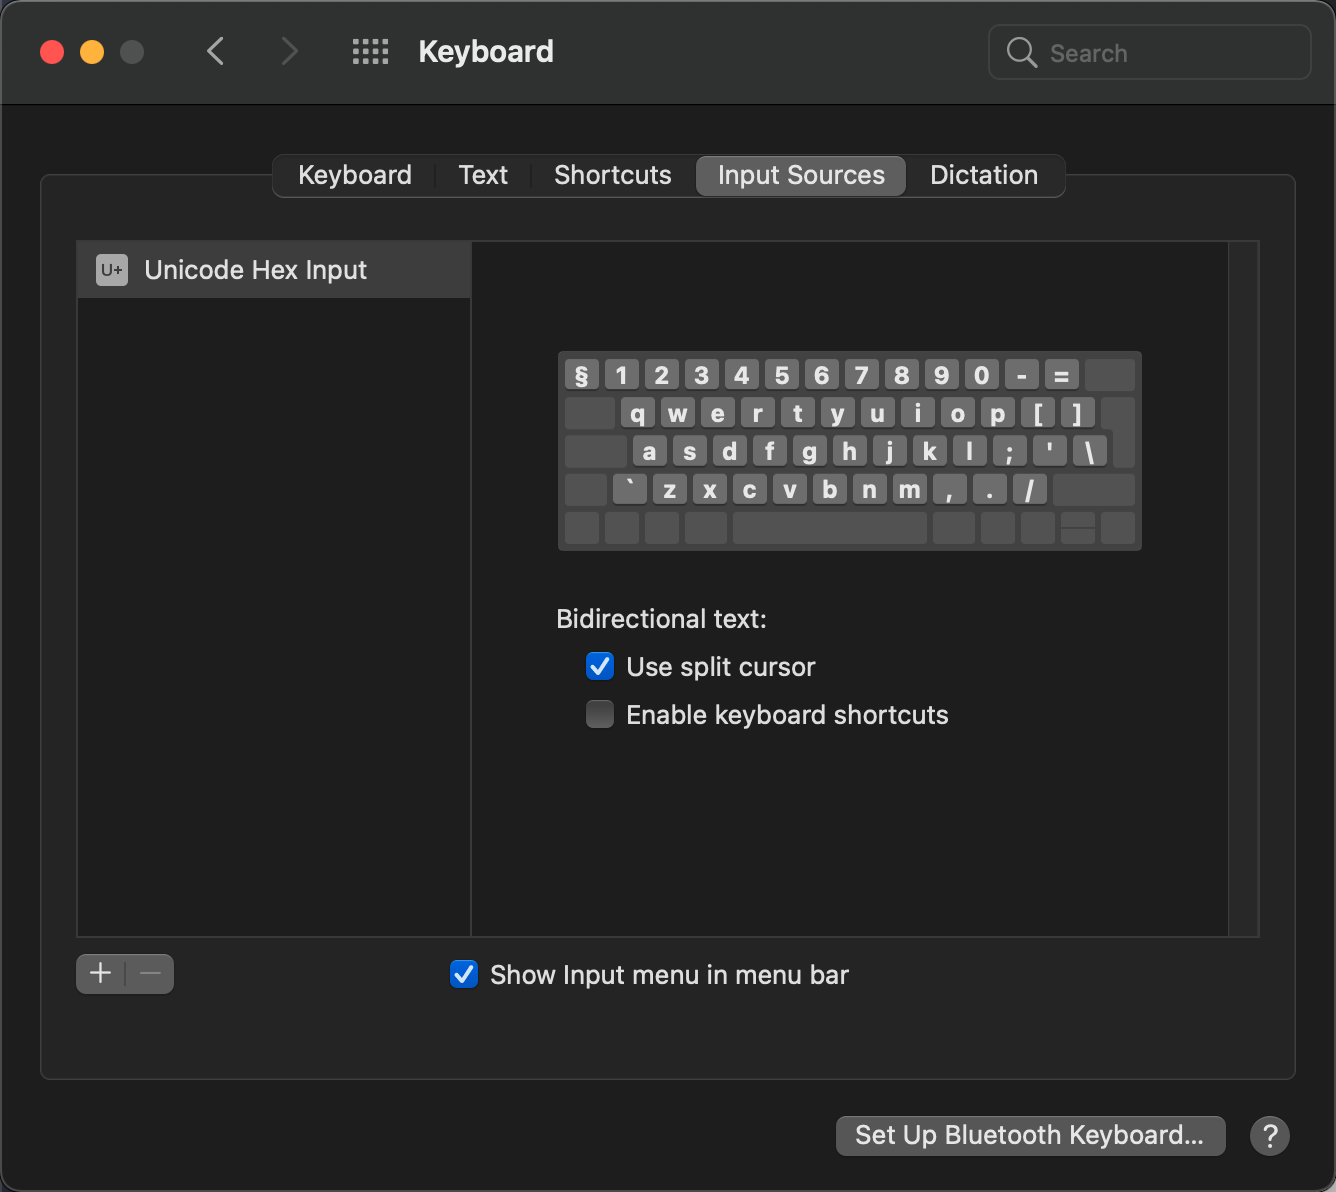 Keyboard
Search
Keyboard Text Shortcuts Input Sources Dictation
U+ Unicode Hex Input
§ 1 2 3 4 5 6 7 8 9 0 - =
q w e r t y u i o p [ ]
a s d f g h j k l ; ' \
` z x c v b n m , . /
Bidirectional text:
Use split cursor
Enable keyboard shortcuts
+ −
Show Input menu in menu bar
Set Up Bluetooth Keyboard...
?